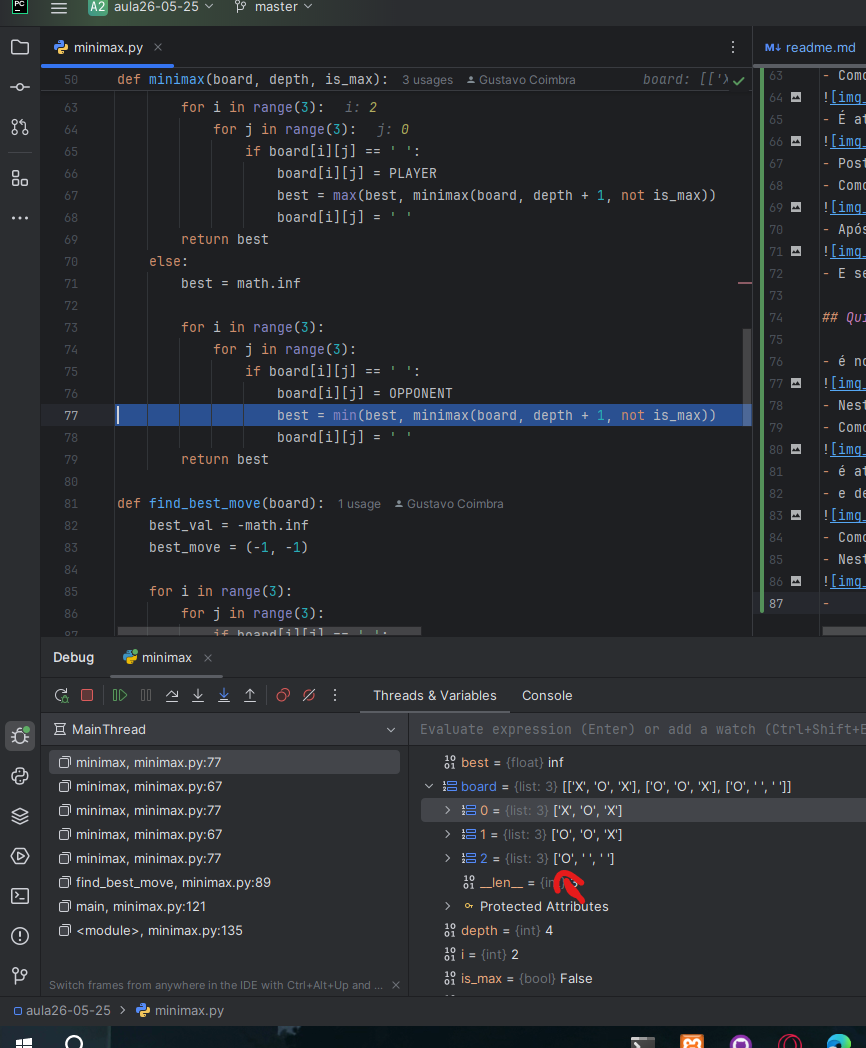 PC
A2 aula26-05-25 master
minimax.py
readme.md
50 def minimax(board, depth, is_max): 3 usages Gustavo Coimbra board: [['X
63 for i in range(3): i: 2
64 for j in range(3): j: 0
65 if board[i][j] == ' ':
66 board[i][j] = PLAYER
67 best = max(best, minimax(board, depth + 1, not is_max))
68 board[i][j] = ' '
69 return best
70 else:
71 best = math.inf
72
73 for i in range(3):
74 for j in range(3):
75 if board[i][j] == ' ':
76 board[i][j] = OPPONENT
77 best = min(best, minimax(board, depth + 1, not is_max))
78 board[i][j] = ' '
79 return best
80
81 def find_best_move(board): 1 usage Gustavo Coimbra
82 best_val = -math.inf
83 best_move = (-1, -1)
84
85 for i in range(3):
86 for j in range(3):
87 if board[i][j] == ' ':
63 - Como
64 ![img_
65 - É at
66 ![img_
67 - Post
68 - Como
69 ![img_
70 - Após
71 ![img_
72 - E se
73
74 ## Qui
75
76 - é no
77 ![img_
78 - Nest
79 - Como
80 ![img_
81 - é at
82 - e de
83 ![img_
84 - Como
85 - Nest
86 ![img_
87 -
Debug minimax
Threads & Variables Console
MainThread
minimax, minimax.py:77
minimax, minimax.py:67
minimax, minimax.py:77
minimax, minimax.py:67
minimax, minimax.py:77
find_best_move, minimax.py:89
main, minimax.py:121
<module>, minimax.py:135
Switch frames from anywhere in the IDE with Ctrl+Alt+Up and ...
Evaluate expression (Enter) or add a watch (Ctrl+Shift+E
best = {float} inf
board = {list: 3} [['X', 'O', 'X'], ['O', 'O', 'X'], ['O', ' ', ' ']]
0 = {list: 3} ['X', 'O', 'X']
1 = {list: 3} ['O', 'O', 'X']
2 = {list: 3} ['O', ' ', ' ']
__len__ = {in
Protected Attributes
depth = {int} 4
i = {int} 2
is_max = {bool} False
aula26-05-25 minimax.py